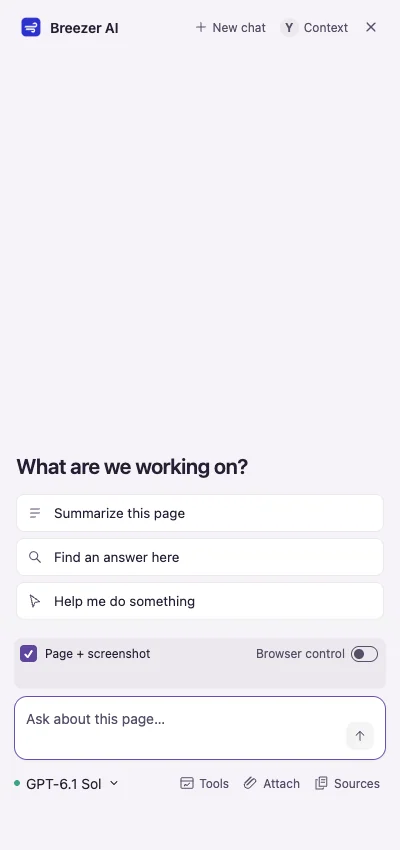 Breezer AI
New chat
Y Context
What are we working on?
Summarize this page
Find an answer here
Help me do something
Page + screenshot
Browser control
Ask about this page...
GPT-6.1 Sol
Tools
Attach
Sources